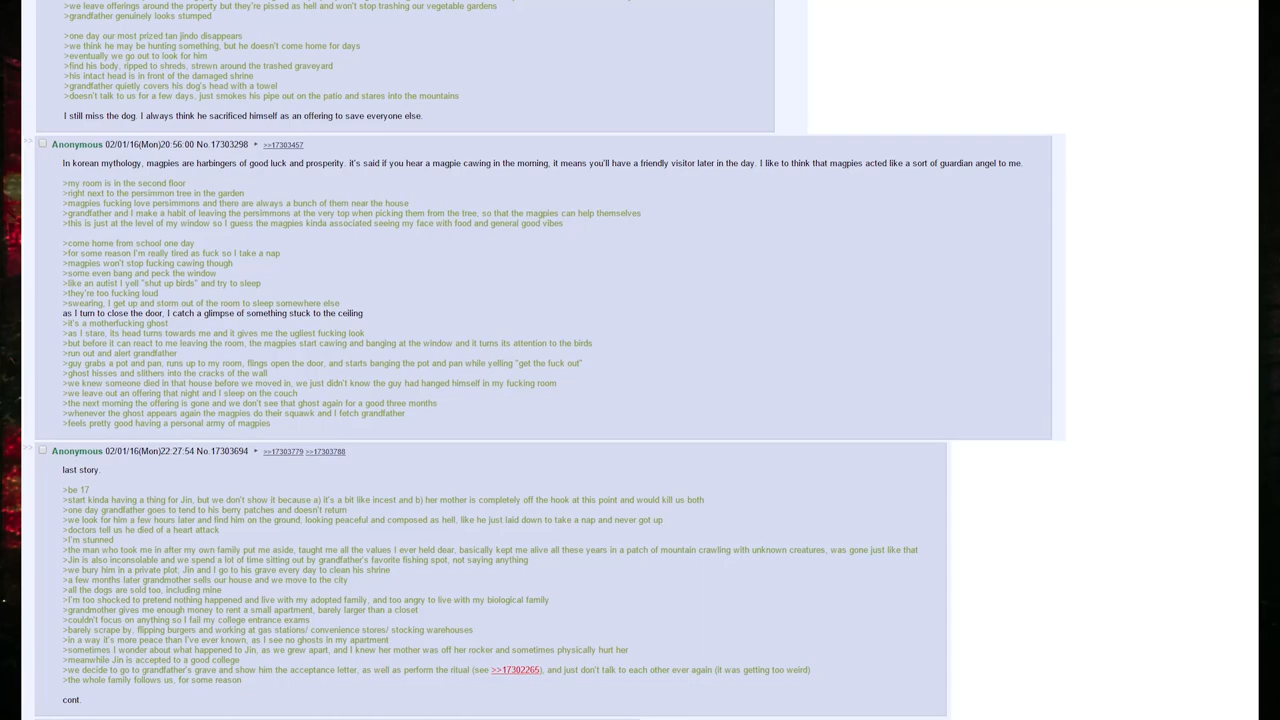 >we leave offerings around the property but they're pissed as hell and won't stop trashing our vegetable gardens
>grandfather genuinely looks stumped
>one day our most prized tan jindo disappears
>we think he may be hunting something, but he doesn't come home for days
>eventually we go out to look for him
>find his body, ripped to shreds, strewn around the trashed graveyard
>his intact head is in front of the damaged shrine
>grandfather quietly covers his dog's head with a towel
>doesn't talk to us for a few days, just smokes his pipe out on the patio and stares into the mountains
I still miss the dog. I always think he sacrificed himself as an offering to save everyone else.
>> Anonymous 02/01/16(Mon)20:56:00 No.17303298 >>17303457
In korean mythology, magpies are harbingers of good luck and prosperity. it's said if you hear a magpie cawing in the morning, it means you'll have a friendly visitor later in the day. I like to think that magpies acted like a sort of guardian angel to me.
>my room is in the second floor
>right next to the persimmon tree in the garden
>magpies fucking love persimmons and there are always a bunch of them near the house
>grandfather and I make a habit of leaving the persimmons at the very top when picking them from the tree, so that the magpies can help themselves
>this is just at the level of my window so I guess the magpies kinda associated seeing my face with food and general good vibes
>come home from school one day
>for some reason I'm really tired as fuck so I take a nap
>magpies won't stop fucking cawing though
>some even bang and peck the window
>like an autist I yell "shut up birds" and try to sleep
>they're too fucking loud
>swearing, I get up and storm out of the room to sleep somewhere else
as I turn to close the door, I catch a glimpse of something stuck to the ceiling
>it's a motherfucking ghost
>as I stare, its head turns towards me and it gives me the ugliest fucking look
>but before it can react to me leaving the room, the magpies start cawing and banging at the window and it turns its attention to the birds
>run out and alert grandfather
>guy grabs a pot and pan, runs up to my room, flings open the door, and starts banging the pot and pan while yelling "get the fuck out"
>ghost hisses and slithers into the cracks of the wall
>we knew someone died in that house before we moved in, we just didn't know the guy had hanged himself in my fucking room
>we leave out an offering that night and I sleep on the couch
>the next morning the offering is gone and we don't see that ghost again for a good three months
>whenever the ghost appears again the magpies do their squawk and I fetch grandfather
>feels pretty good having a personal army of magpies
>> Anonymous 02/01/16(Mon)22:27:54 No.17303694 >>17303779 >>17303788
last story.
>be 17
>start kinda having a thing for Jin, but we don't show it because a) it's a bit like incest and b) her mother is completely off the hook at this point and would kill us both
>one day grandfather goes to tend to his berry patches and doesn't return
>we look for him a few hours later and find him on the ground, looking peaceful and composed as hell, like he just laid down to take a nap and never got up
>doctors tell us he died of a heart attack
>I'm stunned
>the man who took me in after my own family put me aside, taught me all the values I ever held dear, basically kept me alive all these years in a patch of mountain crawling with unknown creatures, was gone just like that
>Jin is also inconsolable and we spend a lot of time sitting out by grandfather's favorite fishing spot, not saying anything
>we bury him in a private plot, Jin and I go to his grave every day to clean his shrine
>a few months later grandmother sells our house and we move to the city
>all the dogs are sold too, including mine
>I'm too shocked to pretend nothing happened and live with my adopted family, and too angry to live with my biological family
>grandmother gives me enough money to rent a small apartment, barely larger than a closet
>couldn't focus on anything so I fail my college entrance exams
>barely scrape by, flipping burgers and working at gas stations/ convenience stores/ stocking warehouses
>in a way it's more peace than I've ever known, as I see no ghosts in my apartment
>sometimes I wonder about what happened to Jin, as we grew apart, and I knew her mother was off her rocker and sometimes physically hurt her
>meanwhile Jin is accepted to a good college
>we decide to go to grandfather's grave and show him the acceptance letter, as well as perform the ritual (see >>17302265), and just don't talk to each other ever again (it was getting too weird)
>the whole family follows us, for some reason
cont.